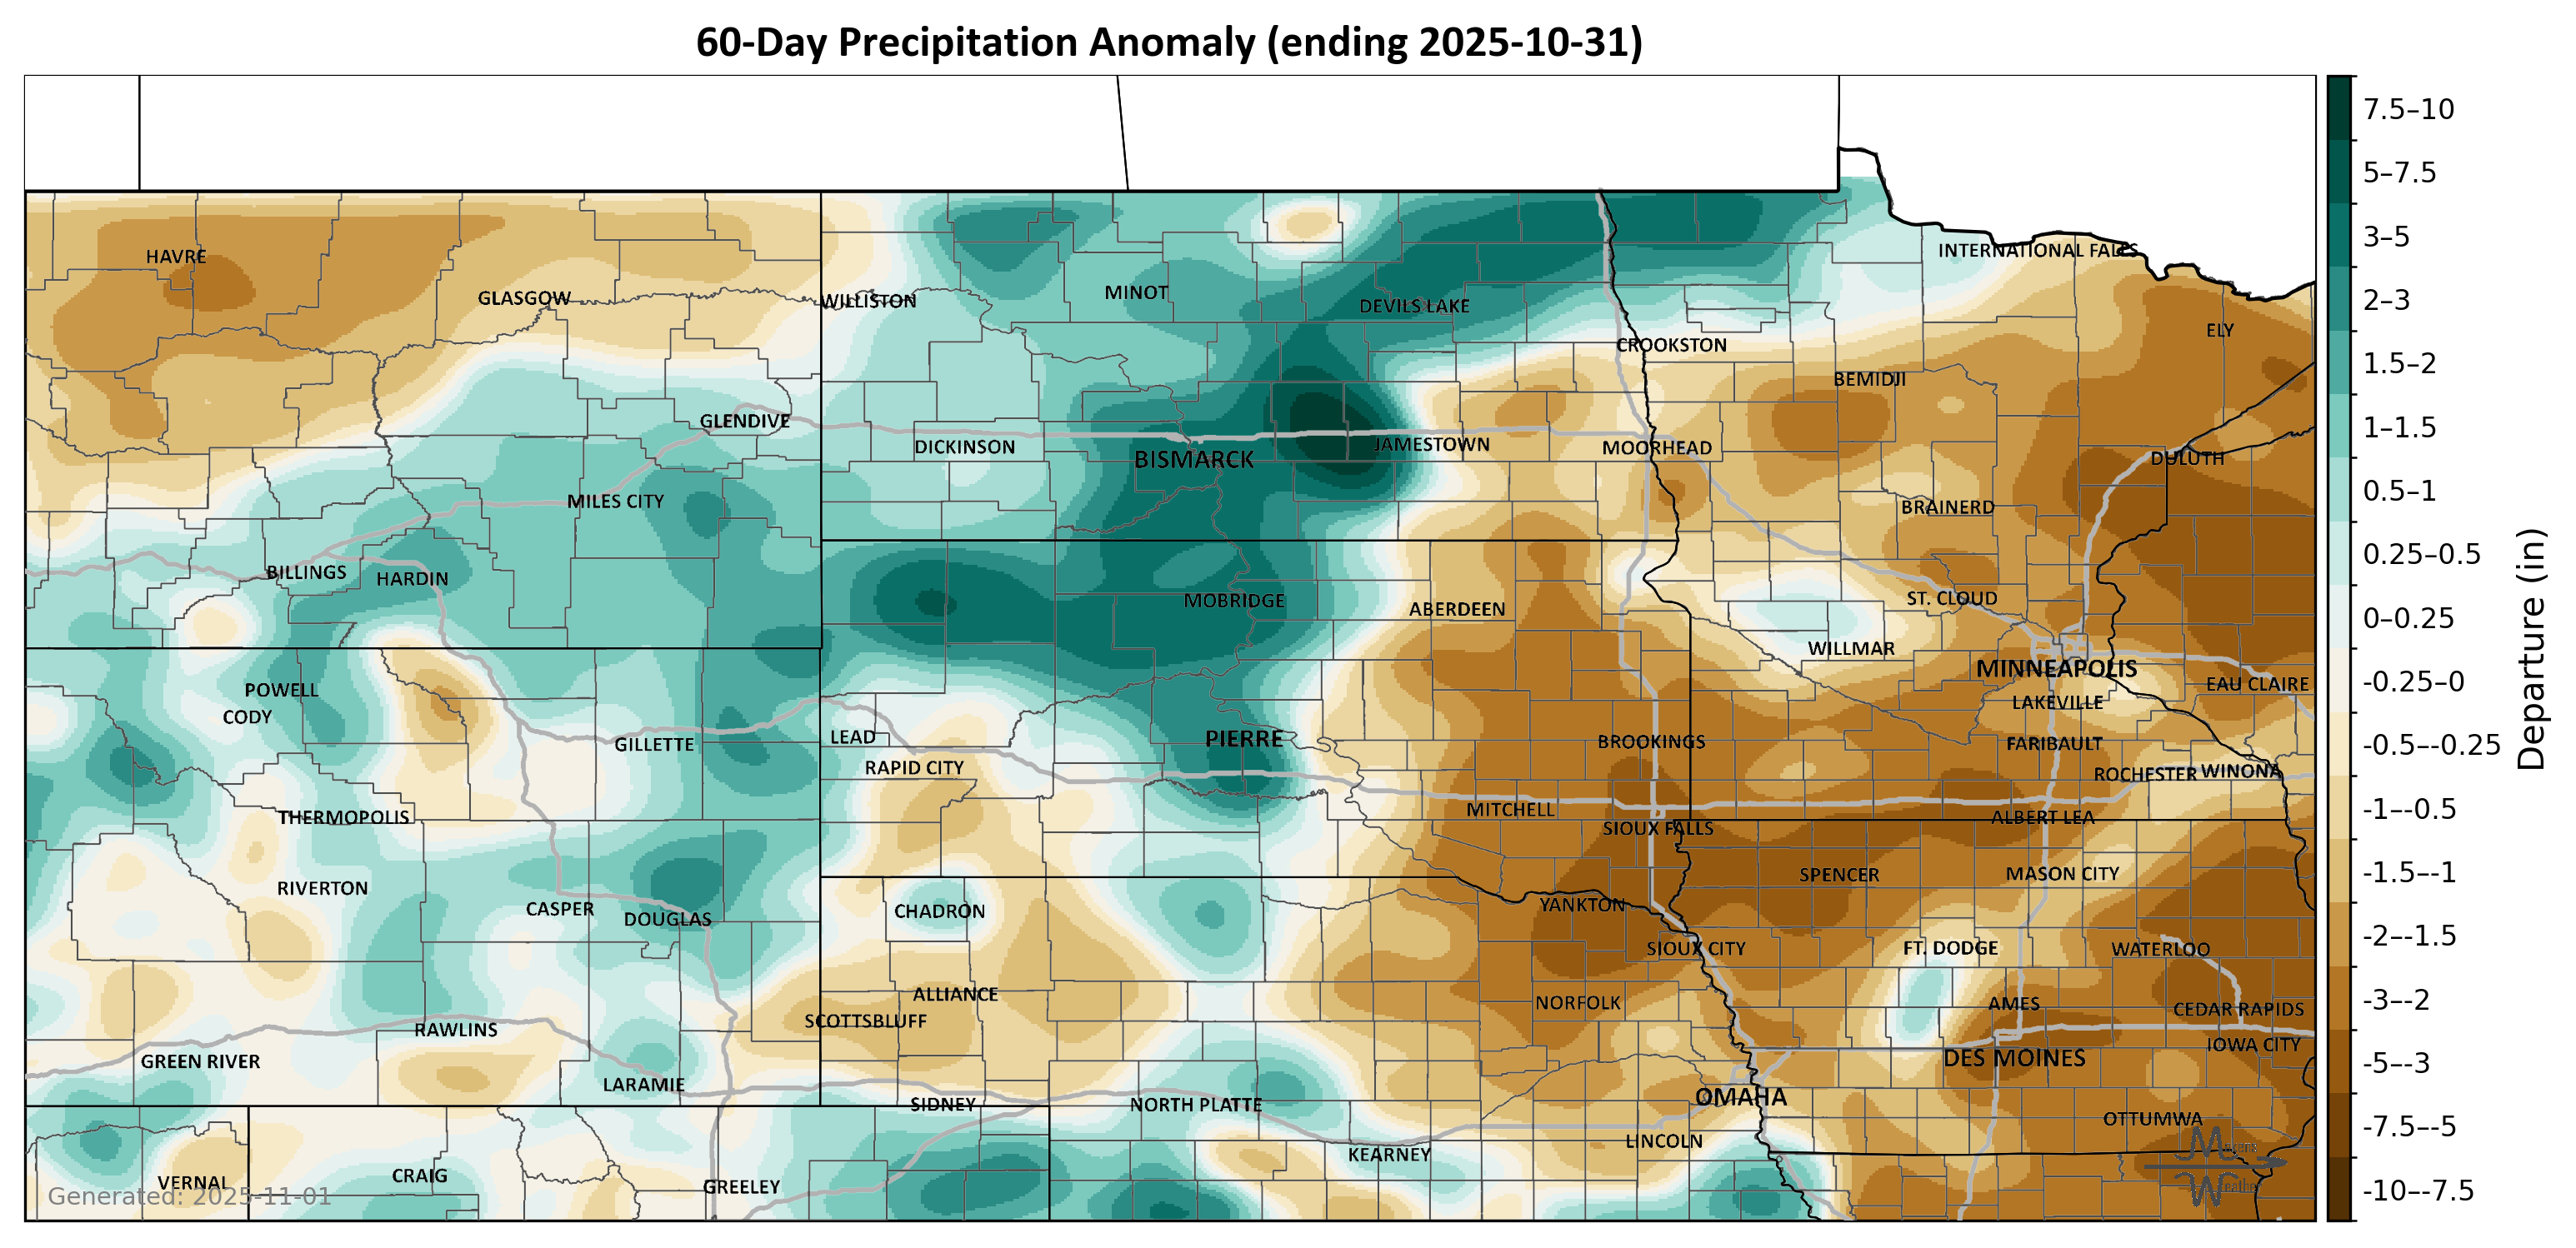 60-Day Precipitation Anomaly (ending 2025-10-31)
7.5–10
5–7.5
3–5
2–3
1.5–2
1–1.5
0.5–1
0.25–0.5
0–0.25
-0.25–0
-0.5–-0.25
-1–-0.5
-1.5–-1
-2–-1.5
-3–-2
-5–-3
-7.5–-5
-10–-7.5
Departure (in)
INTERNATIONAL FALLS
HAVRE
GLASGOW
WILLISTON
MINOT
DEVILS LAKE
ELY
CROOKSTON
BEMIDJI
GLENDIVE
DICKINSON
BISMARCK
JAMESTOWN
MOORHEAD
DULUTH
MILES CITY
BRAINERD
BILLINGS
HARDIN
MOBRIDGE
ABERDEEN
ST. CLOUD
WILLMAR
MINNEAPOLIS
EAU CLAIRE
POWELL
CODY
LAKEVILLE
GILLETTE
LEAD
PIERRE
BROOKINGS
FARIBAULT
RAPID CITY
ROCHESTER
WINONA
THERMOPOLIS
MITCHELL
ALBERT LEA
SIOUX FALLS
RIVERTON
SPENCER
MASON CITY
CASPER
DOUGLAS
CHADRON
YANKTON
SIOUX CITY
FT. DODGE
WATERLOO
ALLIANCE
NORFOLK
AMES
CEDAR RAPIDS
SCOTTSBLUFF
RAWLINS
GREEN RIVER
DES MOINES
IOWA CITY
LARAMIE
SIDNEY
NORTH PLATTE
OMAHA
OTTUMWA
LINCOLN
KEARNEY
VERNAL
CRAIG
GREELEY
Generated: 2025-11-01